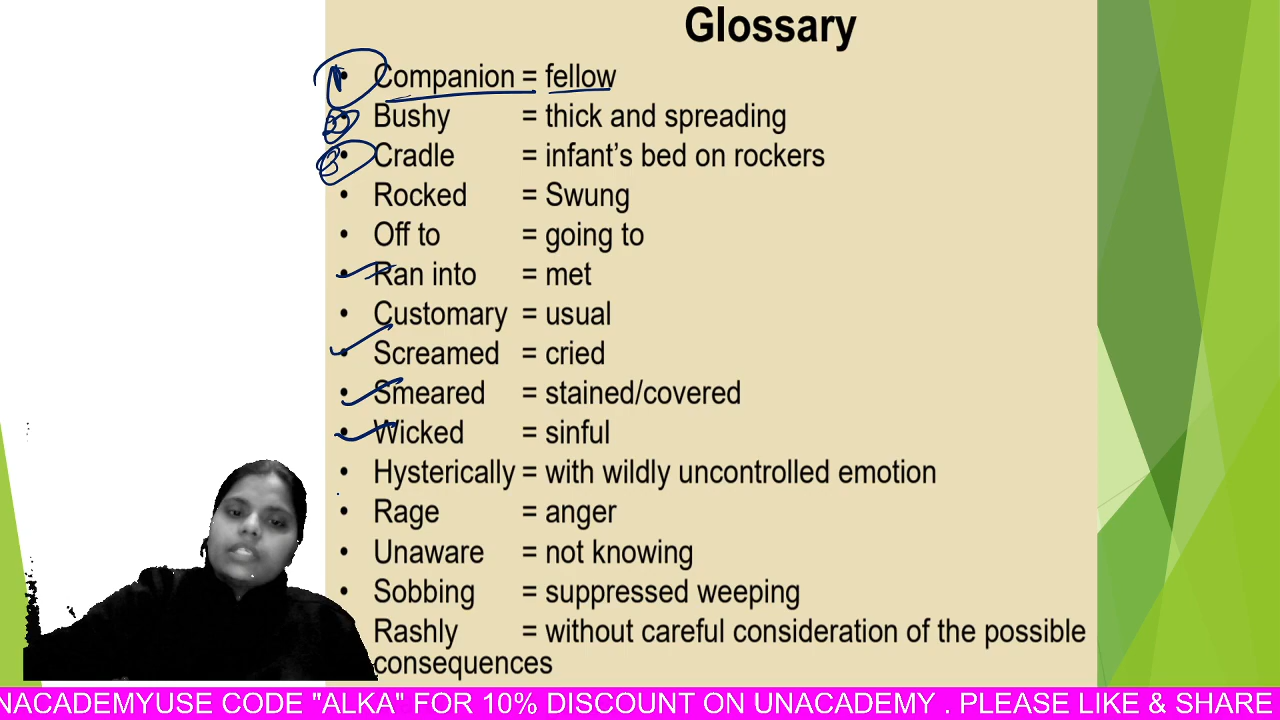 Glossary
1 • Companion = fellow
2 • Bushy = thick and spreading
3 • Cradle = infant's bed on rockers
• Rocked = Swung
• Off to = going to
• Ran into = met
• Customary = usual
• Screamed = cried
• Smeared = stained/covered
• Wicked = sinful
• Hysterically = with wildly uncontrolled emotion
• Rage = anger
• Unaware = not knowing
• Sobbing = suppressed weeping
Rashly = without careful consideration of the possible
consequences
NACADEMYUSE CODE "ALKA" FOR 10% DISCOUNT ON UNACADEMY . PLEASE LIKE & SHARE